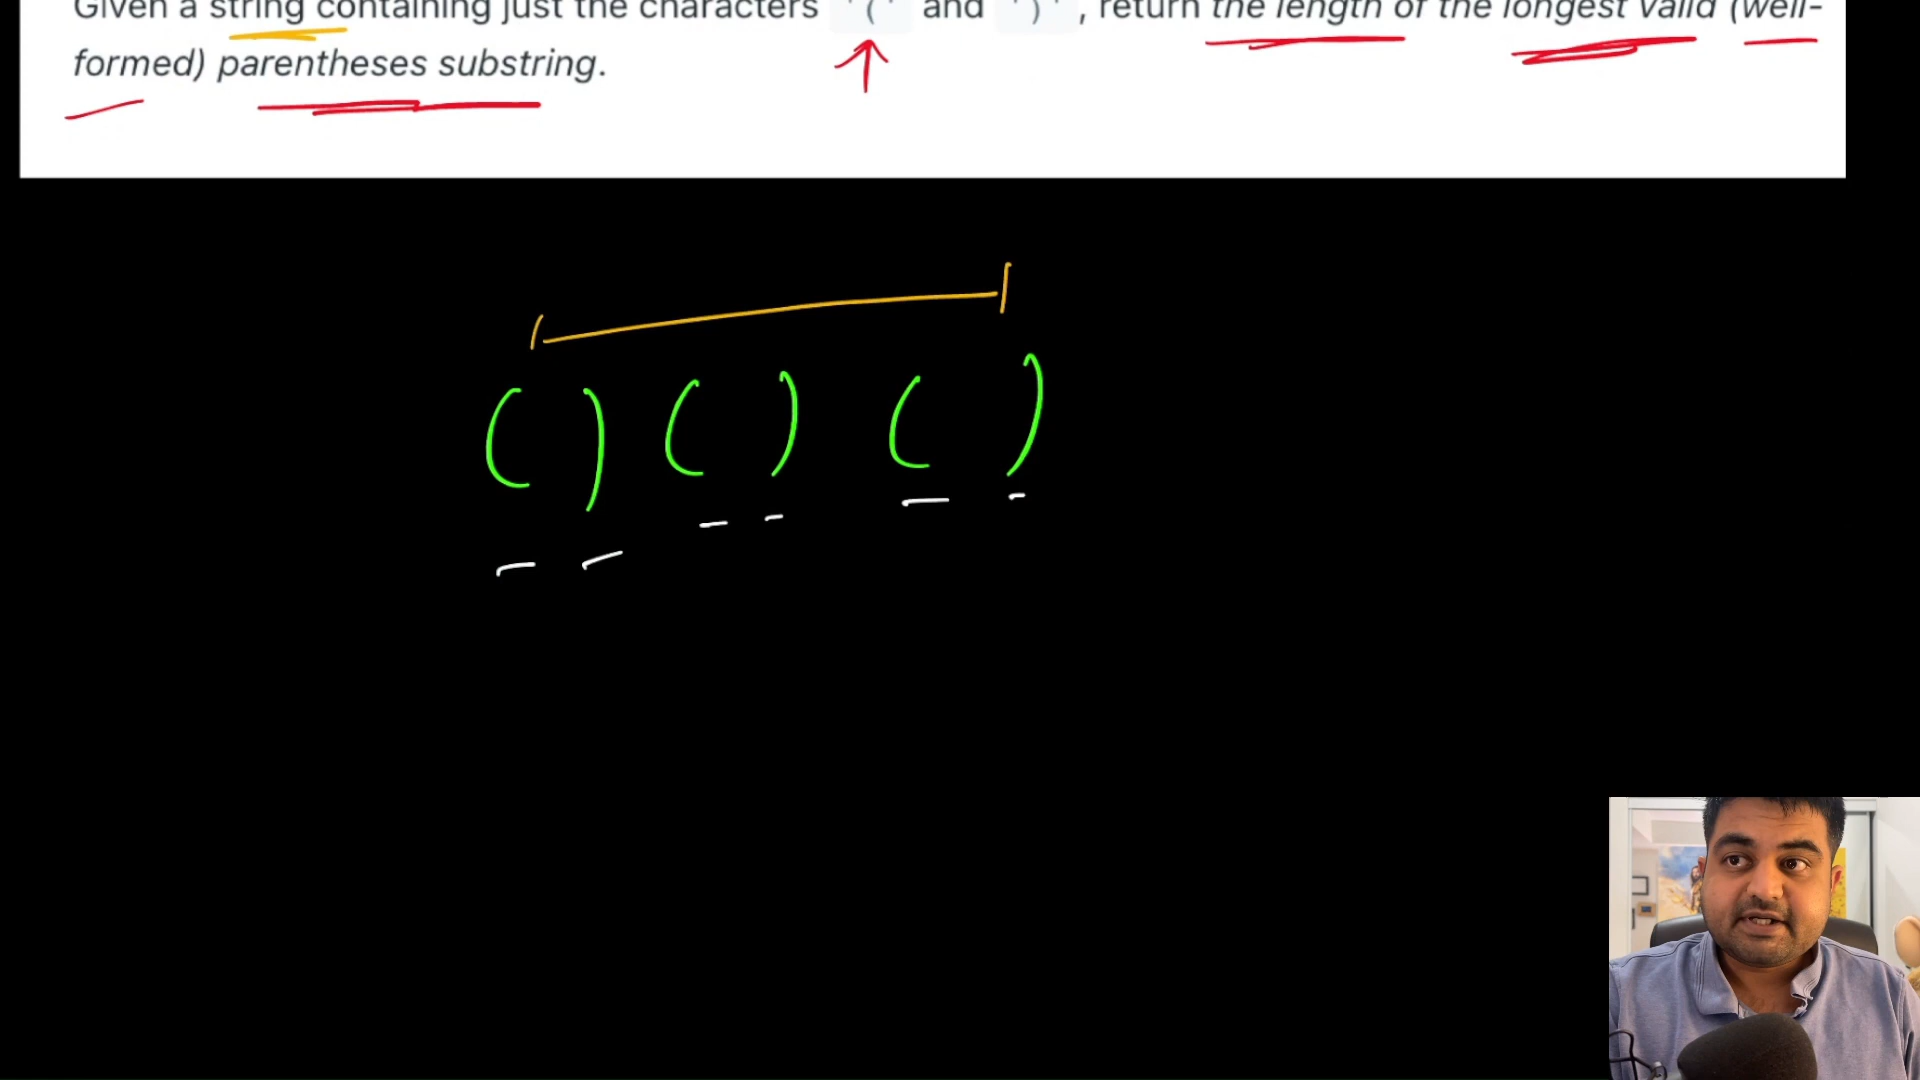 Given a string containing just the characters '(' and ')', return the length of the longest valid (well-
formed) parentheses substring.
( ) ( ) ( )